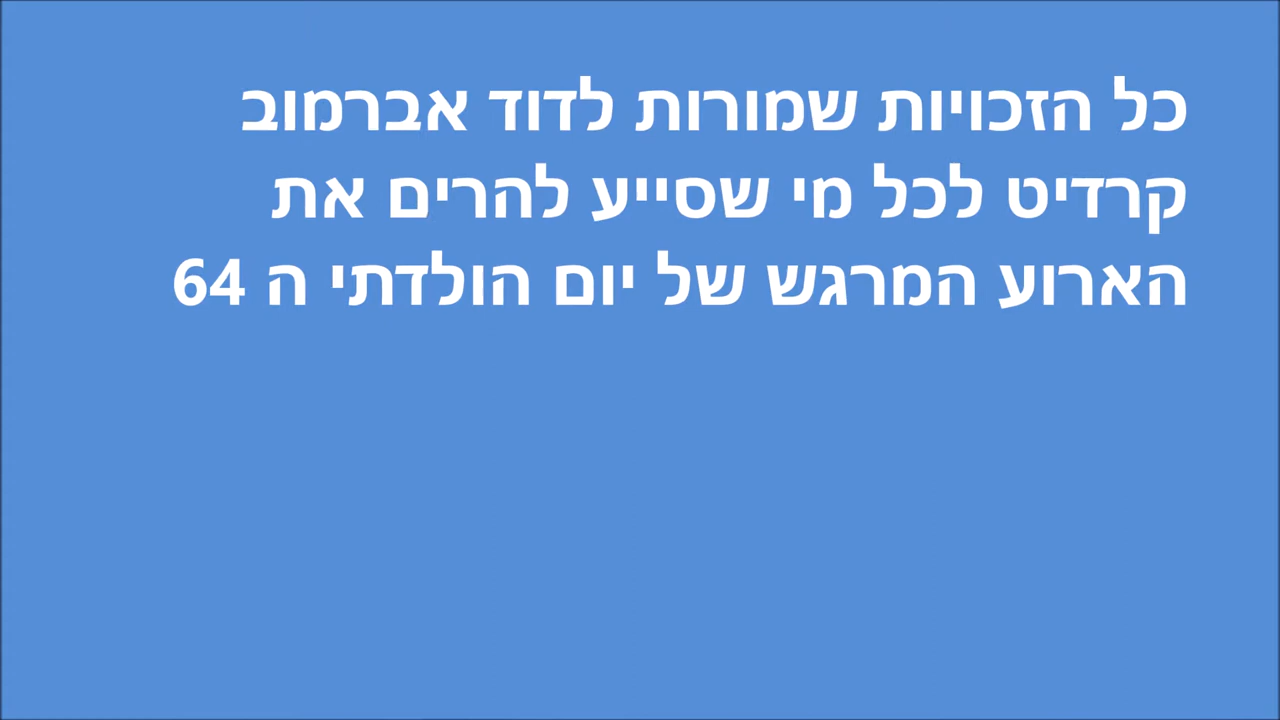 כל הזכויות שמורות לדוד אברמוב
קרדיט לכל מי שסייע להרים את
הארוע המרגש של יום הולדתי ה 64